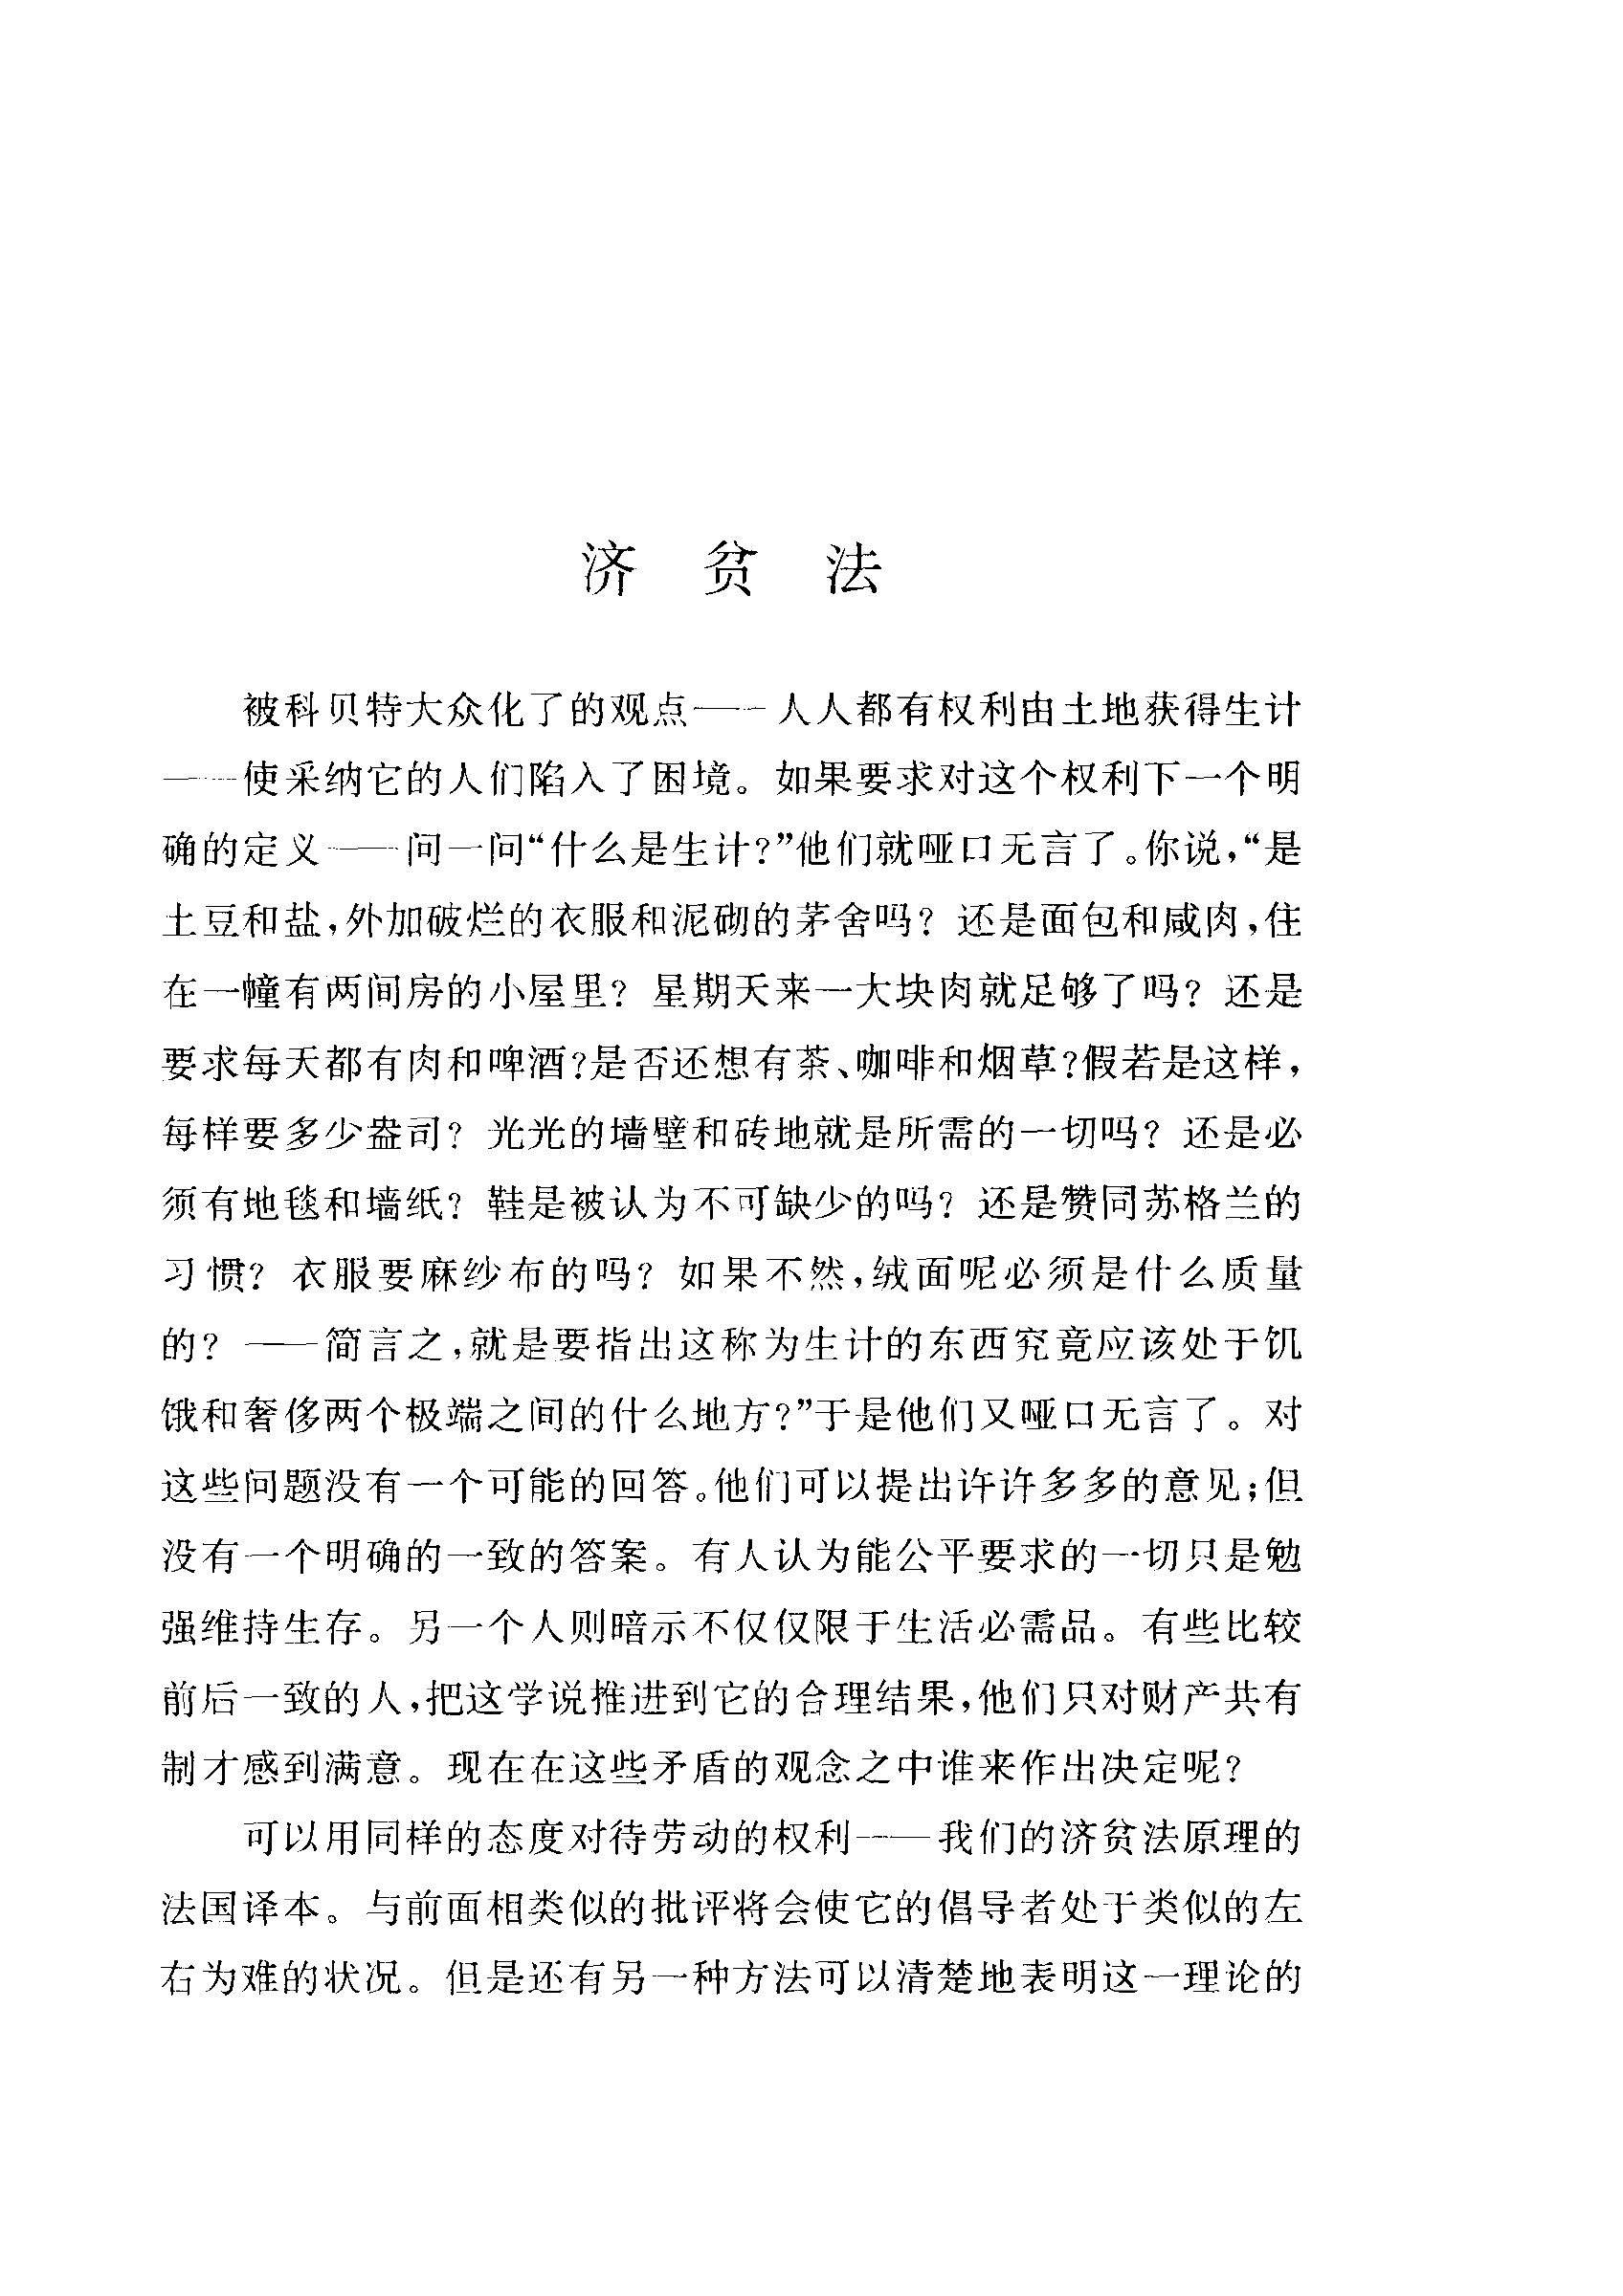 济贫法
被科贝特大众化了的观点——人人都有权利由土地获得生计
——使采纳它的人们陷入了困境。如果要求对这个权利下一个明
确的定义——问一问“什么是生计?”他们就哑口无言了。你说,“是
土豆和盐,外加破烂的衣服和泥砌的茅舍吗?还是面包和咸肉,住
在一幢有两间房的小屋里?星期天来一大块肉就足够了吗?还是
要求每天都有肉和啤酒?是否还想有茶、咖啡和烟草?假若是这样,
每样要多少盎司?光光的墙壁和砖地就是所需的一切吗?还是必
须有地毯和墙纸?鞋是被认为不可缺少的吗?还是赞同苏格兰的
习惯?衣服要麻纱布的吗?如果不然,绒面呢必须是什么质量
的?——简言之,就是要指出这称为生计的东西究竟应该处于饥
饿和奢侈两个极端之间的什么地方?”于是他们又哑口无言了。对
这些问题没有一个可能的回答。他们可以提出许许多多的意见;但
没有一个明确的一致的答案。有人认为能公平要求的一切只是勉
强维持生存。另一个人则暗示不仅仅限于生活必需品。有些比较
前后一致的人,把这学说推进到它的合理结果,他们只对财产共有
制才感到满意。现在在这些矛盾的观念之中谁来作出决定呢?
可以用同样的态度对待劳动的权利——我们的济贫法原理的
法国译本。与前面相类似的批评将会使它的倡导者处于类似的左
右为难的状况。但是还有另一种方法可以清楚地表明这一理论的